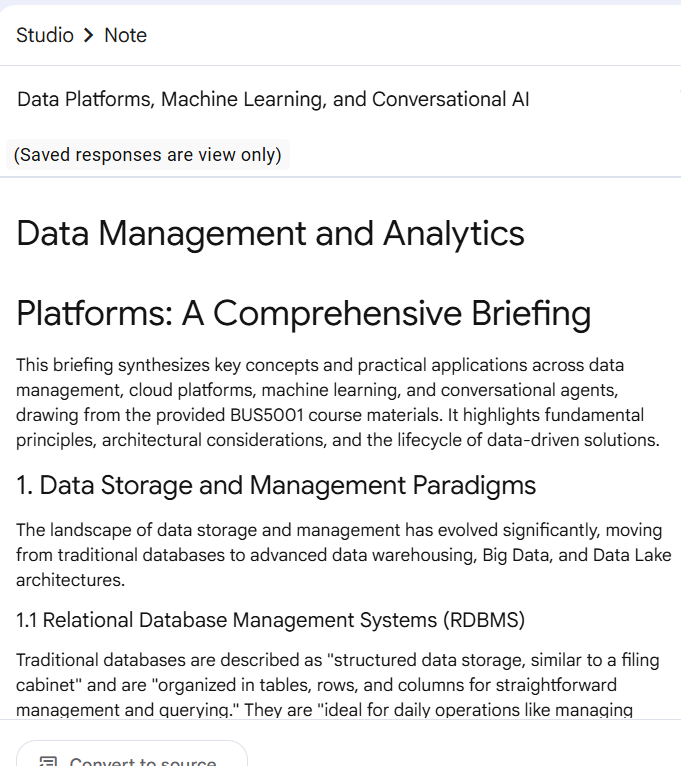 Studio > Note
Data Platforms, Machine Learning, and Conversational AI
(Saved responses are view only)
Data Management and Analytics
Platforms: A Comprehensive Briefing
This briefing synthesizes key concepts and practical applications across data
management, cloud platforms, machine learning, and conversational agents,
drawing from the provided BUS5001 course materials. It highlights fundamental
principles, architectural considerations, and the lifecycle of data-driven solutions.
1. Data Storage and Management Paradigms
The landscape of data storage and management has evolved significantly, moving
from traditional databases to advanced data warehousing, Big Data, and Data Lake
architectures.
1.1 Relational Database Management Systems (RDBMS)
Traditional databases are described as "structured data storage, similar to a filing
cabinet" and are "organized in tables, rows, and columns for straightforward
management and querying." They are "ideal for daily operations like managing
Convert to source